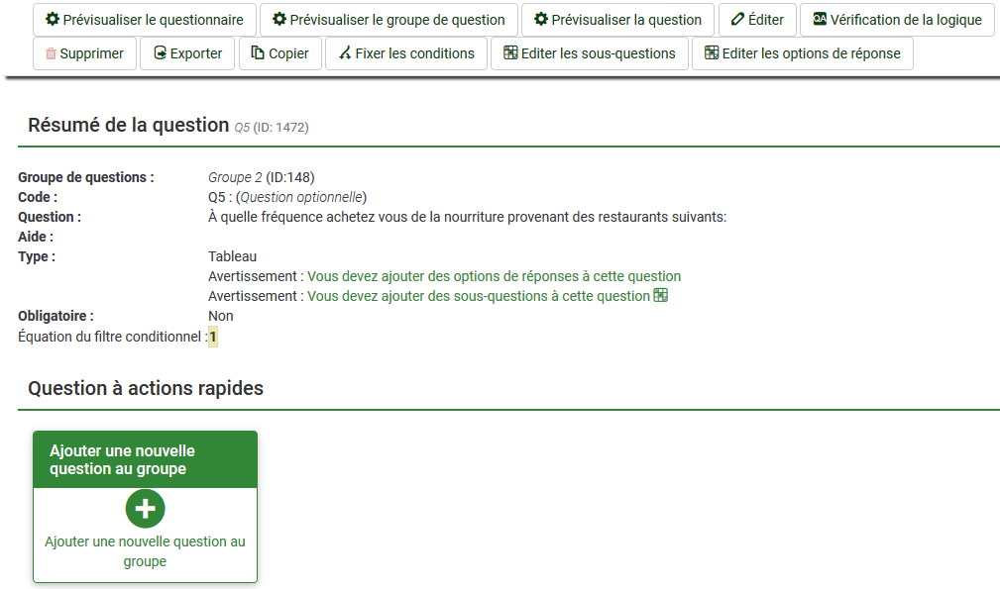 Prévisualiser le questionnaire Prévisualiser le groupe de question Prévisualiser la question Éditer QA Vérification de la logique
Supprimer Exporter Copier Fixer les conditions Editer les sous-questions Editer les options de réponse
Résumé de la question Q5 (ID: 1472)
Groupe de questions : Groupe 2 (ID:148)
Code : Q5 : (Question optionnelle)
Question : À quelle fréquence achetez vous de la nourriture provenant des restaurants suivants:
Aide :
Type : Tableau
Avertissement : Vous devez ajouter des options de réponses à cette question
Avertissement : Vous devez ajouter des sous-questions à cette question
Obligatoire : Non
Équation du filtre conditionnel : 1
Question à actions rapides
Ajouter une nouvelle
question au groupe
Ajouter une nouvelle question au
groupe